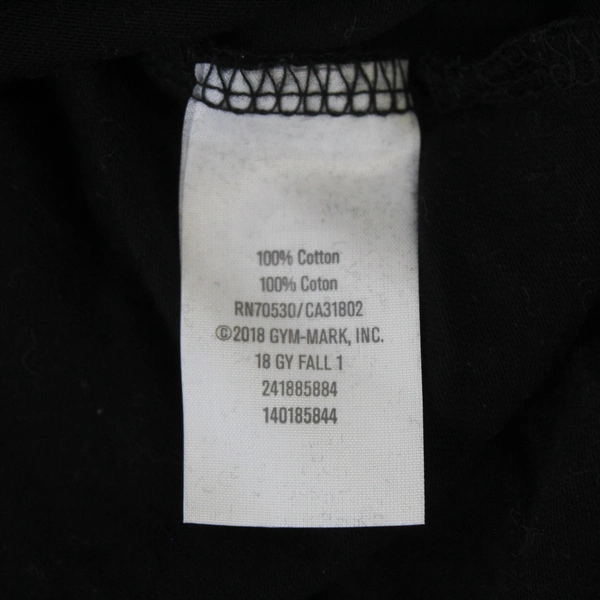 100% Cotton
100% Coton
RN70530/CA31802
©2018 GYM-MARK, INC.
18 GY FALL 1
241885884
140185844